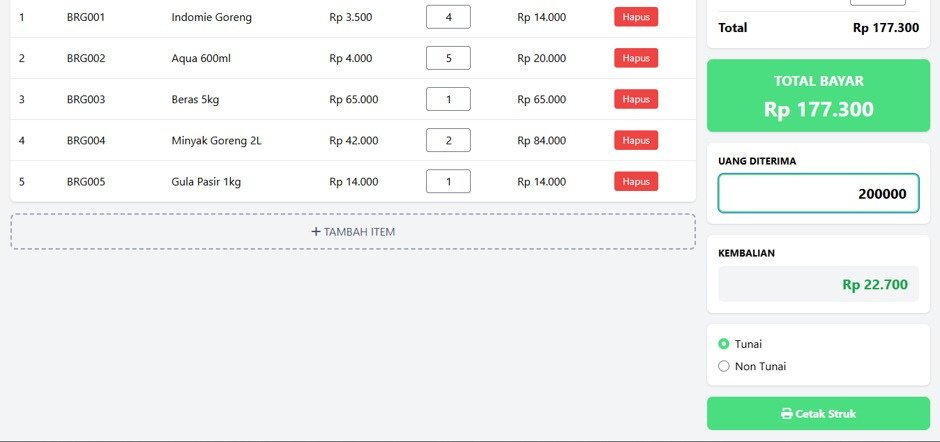 1 BRG001 Indomie Goreng Rp 3.500 4 Rp 14.000 Hapus
2 BRG002 Aqua 600ml Rp 4.000 5 Rp 20.000 Hapus
3 BRG003 Beras 5kg Rp 65.000 1 Rp 65.000 Hapus
4 BRG004 Minyak Goreng 2L Rp 42.000 2 Rp 84.000 Hapus
5 BRG005 Gula Pasir 1kg Rp 14.000 1 Rp 14.000 Hapus
+ TAMBAH ITEM
Total Rp 177.300
TOTAL BAYAR
Rp 177.300
UANG DITERIMA
200000
KEMBALIAN
Rp 22.700
Tunai
Non Tunai
Cetak Struk